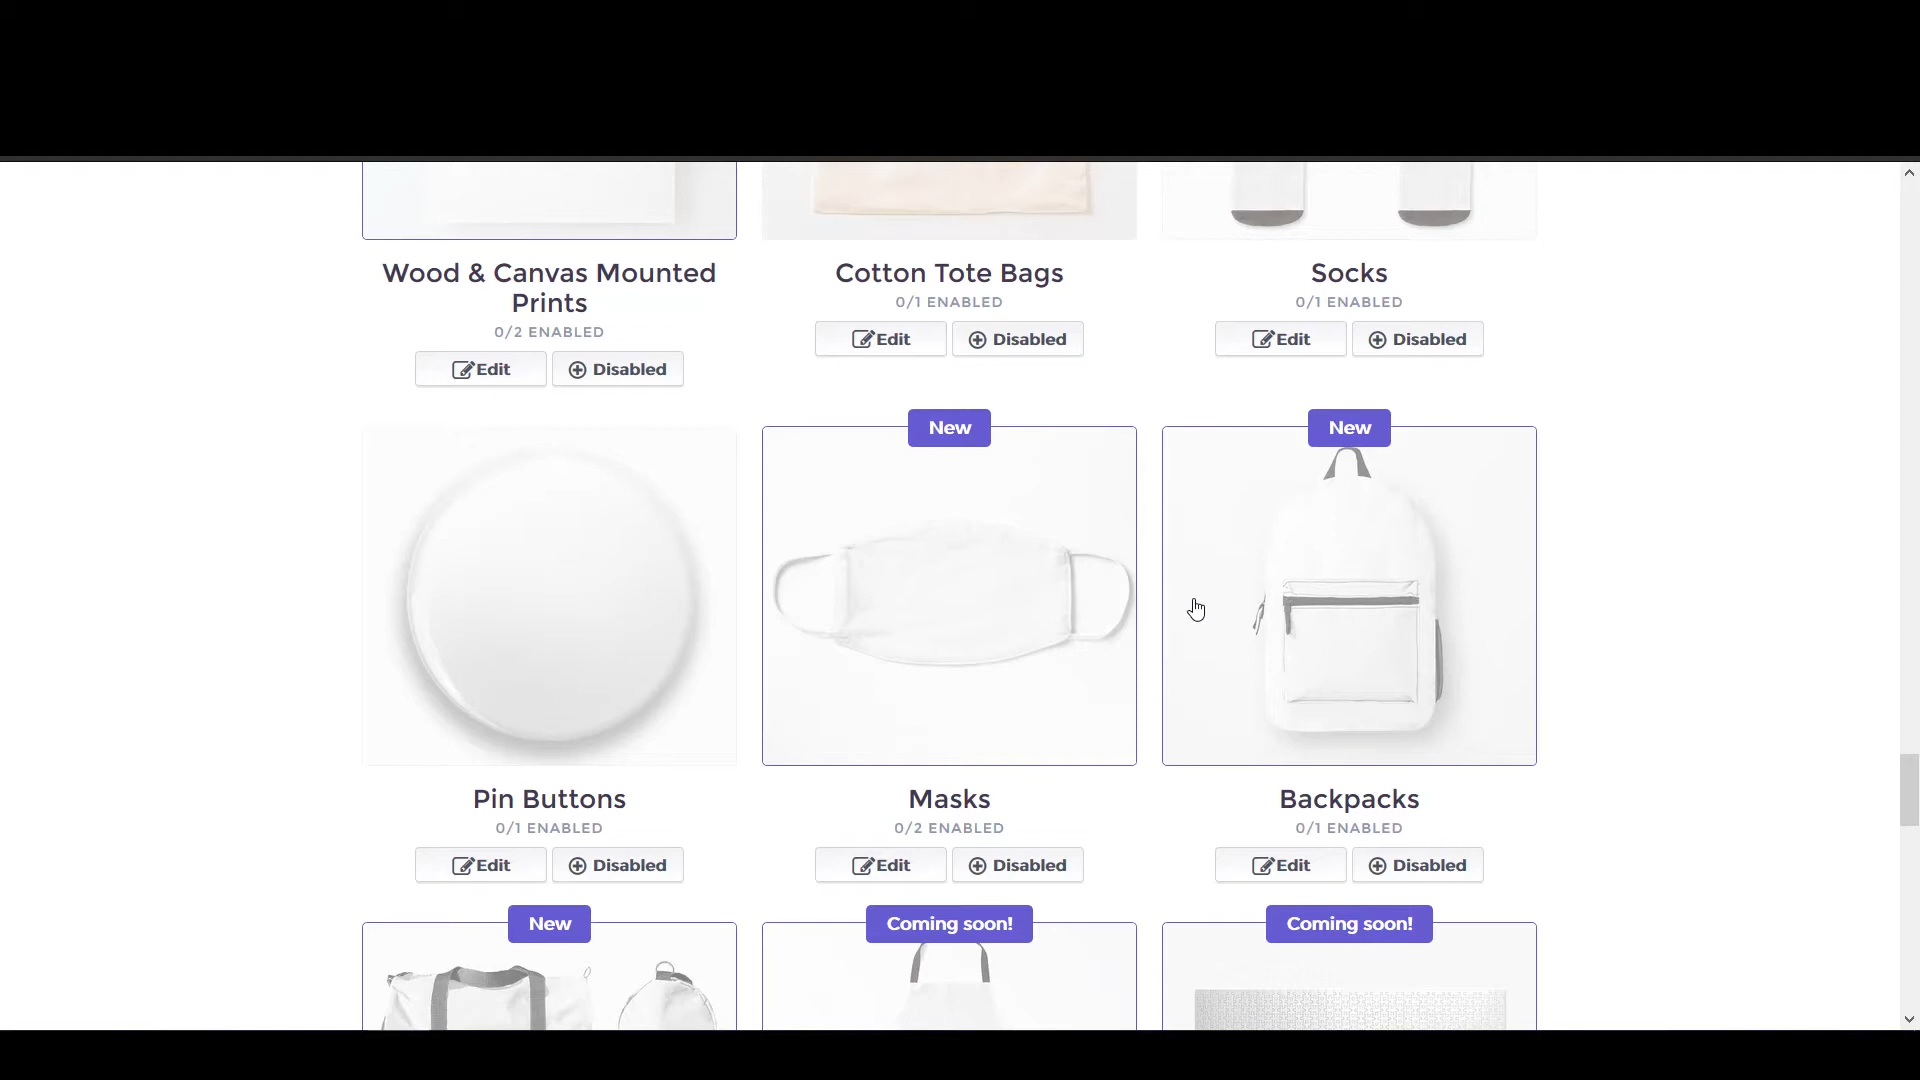 Wood & Canvas Mounted
Prints
0/2 ENABLED
Edit
Disabled
Cotton Tote Bags
0/1 ENABLED
Edit
Disabled
Socks
0/1 ENABLED
Edit
Disabled
Pin Buttons
0/1 ENABLED
Edit
Disabled
New
Masks
0/2 ENABLED
Edit
Disabled
New
Backpacks
0/1 ENABLED
Edit
Disabled
New
Coming soon!
Coming soon!